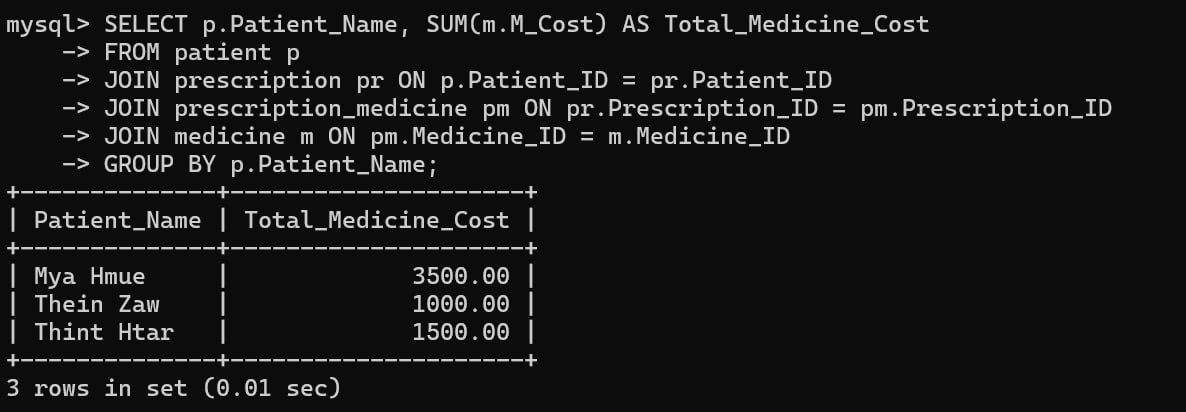 mysql> SELECT p.Patient_Name, SUM(m.M_Cost) AS Total_Medicine_Cost
    -> FROM patient p
    -> JOIN prescription pr ON p.Patient_ID = pr.Patient_ID
    -> JOIN prescription_medicine pm ON pr.Prescription_ID = pm.Prescription_ID
    -> JOIN medicine m ON pm.Medicine_ID = m.Medicine_ID
    -> GROUP BY p.Patient_Name;
+--------------+---------------------+
| Patient_Name | Total_Medicine_Cost |
+--------------+---------------------+
| Mya Hmue     |             3500.00 |
| Thein Zaw    |             1000.00 |
| Thint Htar   |             1500.00 |
+--------------+---------------------+
3 rows in set (0.01 sec)